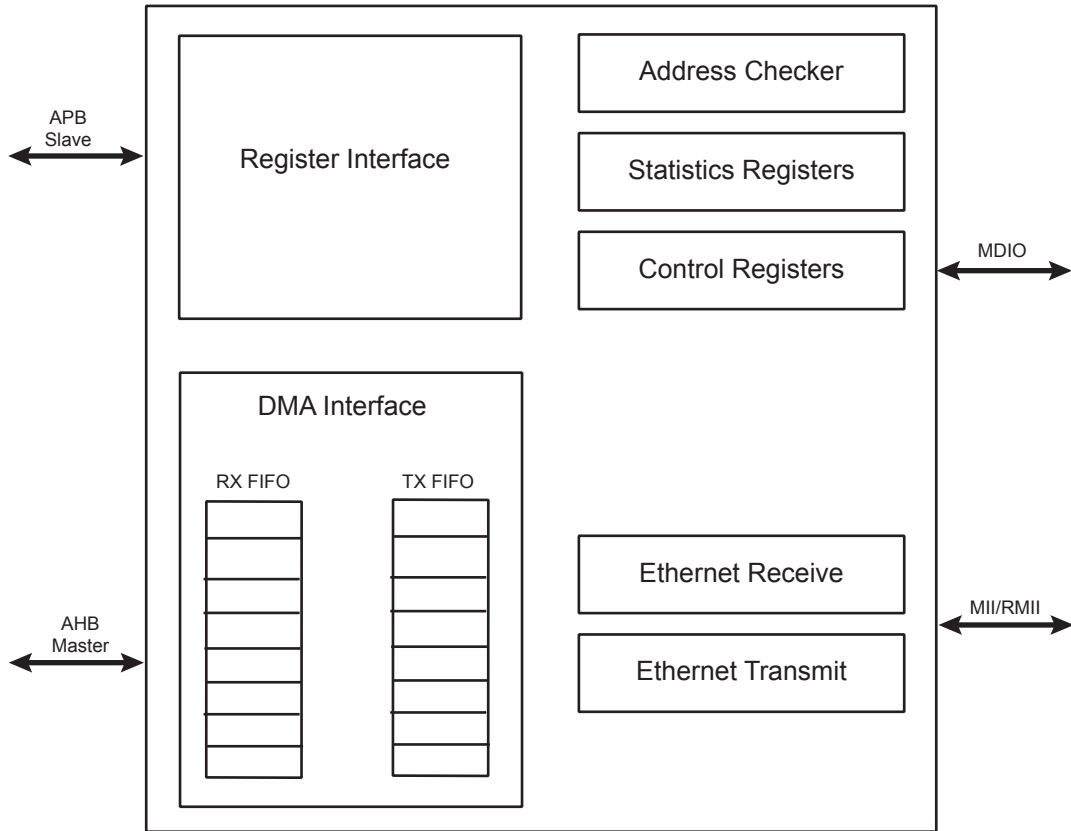 APB
Slave
Register Interface
Address Checker
Statistics Registers
Control Registers
MDIO
DMA Interface
RX FIFO
TX FIFO
AHB
Master
Ethernet Receive
Ethernet Transmit
MII/RMII